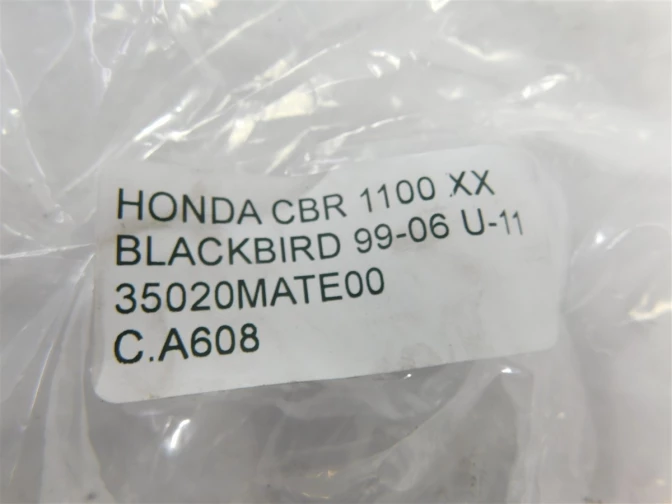 HONDA CBR 1100 XX
BLACKBIRD 99-06 U-11
35020MATE00
C.A608